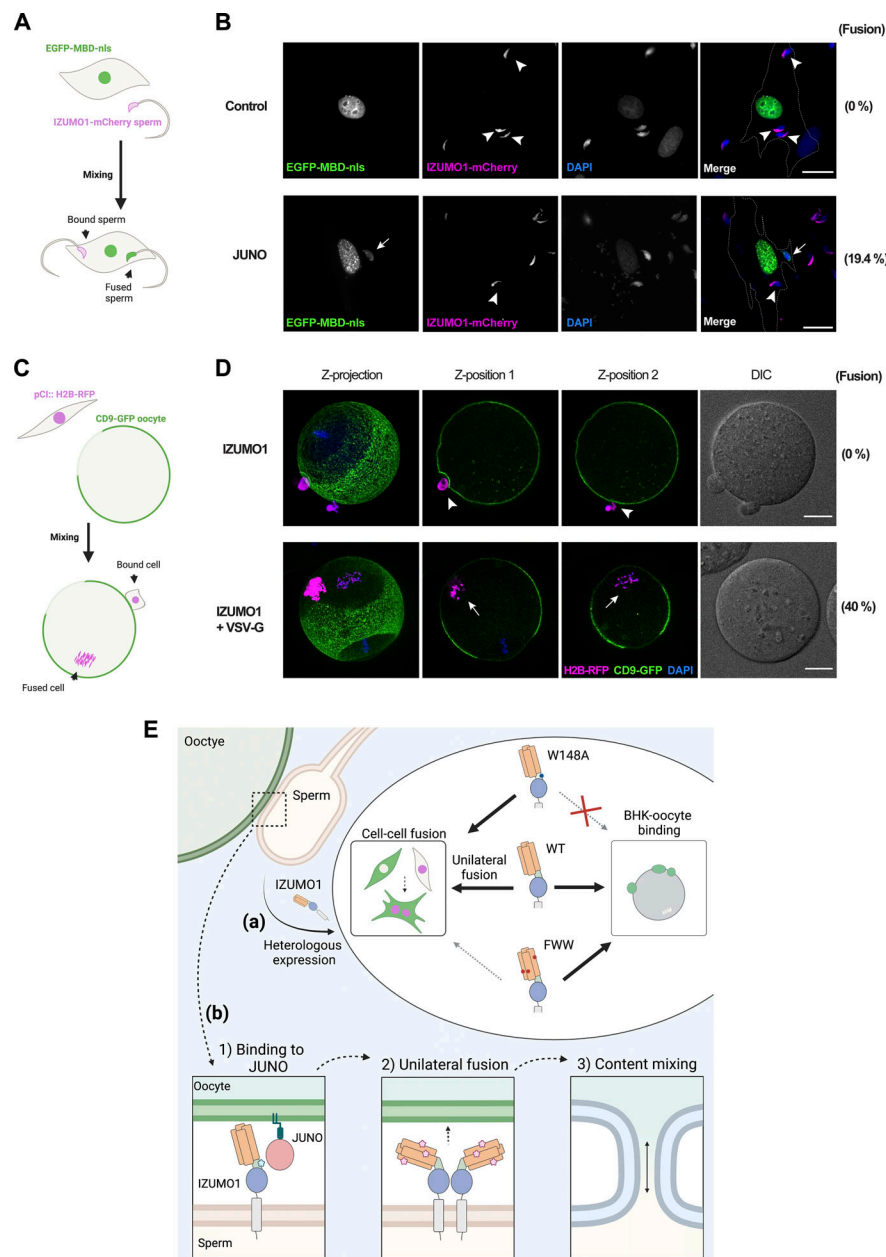 A
EGFP-MBD-nls
IZUMO1-mCherry sperm
Mixing
Bound sperm
Fused
sperm
B
(Fusion)
Control
EGFP-MBD-nls
IZUMO1-mCherry
DAPI
Merge
(0 %)
JUNO
EGFP-MBD-nls
IZUMO1-mCherry
DAPI
Merge
(19.4 %)
C
pCI:: H2B-RFP
CD9-GFP oocyte
Mixing
Bound cell
Fused cell
D
Z-projection
Z-position 1
Z-position 2
DIC
(Fusion)
IZUMO1
(0 %)
IZUMO1
+ VSV-G
H2B-RFP CD9-GFP DAPI
(40 %)
E
Ooctye
Sperm
IZUMO1
(a)
Heterologous
expression
W148A
Cell-cell fusion
Unilateral
fusion
WT
BHK-oocyte
binding
FWW
(b)
1) Binding to
JUNO
2) Unilateral fusion
3) Content mixing
Oocyte
JUNO
IZUMO1
Sperm